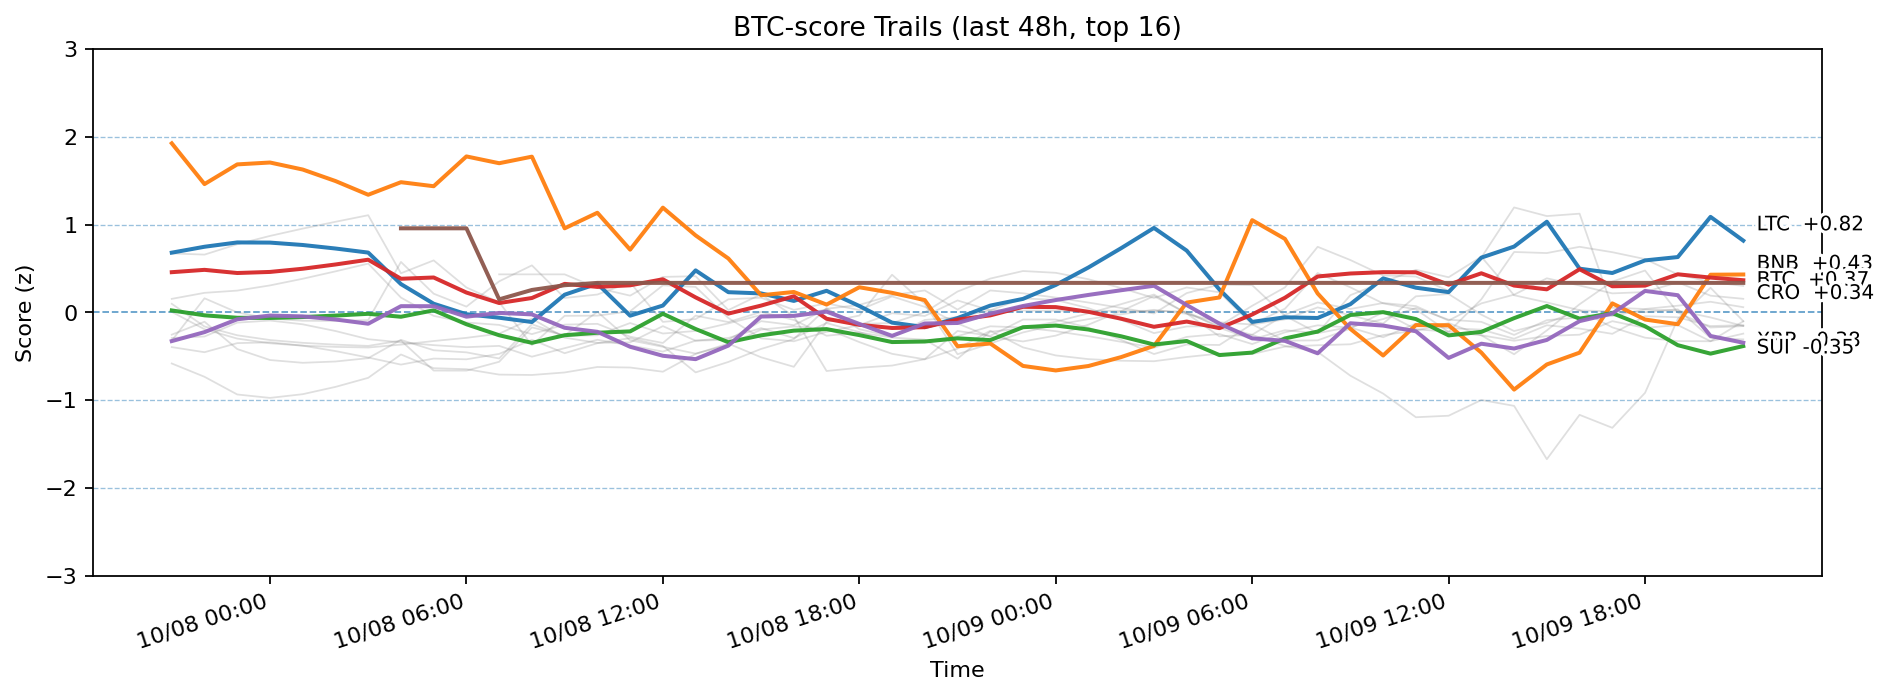 BTC-score Trails (last 48h, top 16)
Score (z)
3
2
1
0
−1
−2
−3
LTC +0.82
BNB +0.43
BTC +0.37
CRO +0.34
SUI -0.35
10/08 00:00
10/08 06:00
10/08 12:00
10/08 18:00
10/09 00:00
10/09 06:00
10/09 12:00
10/09 18:00
Time